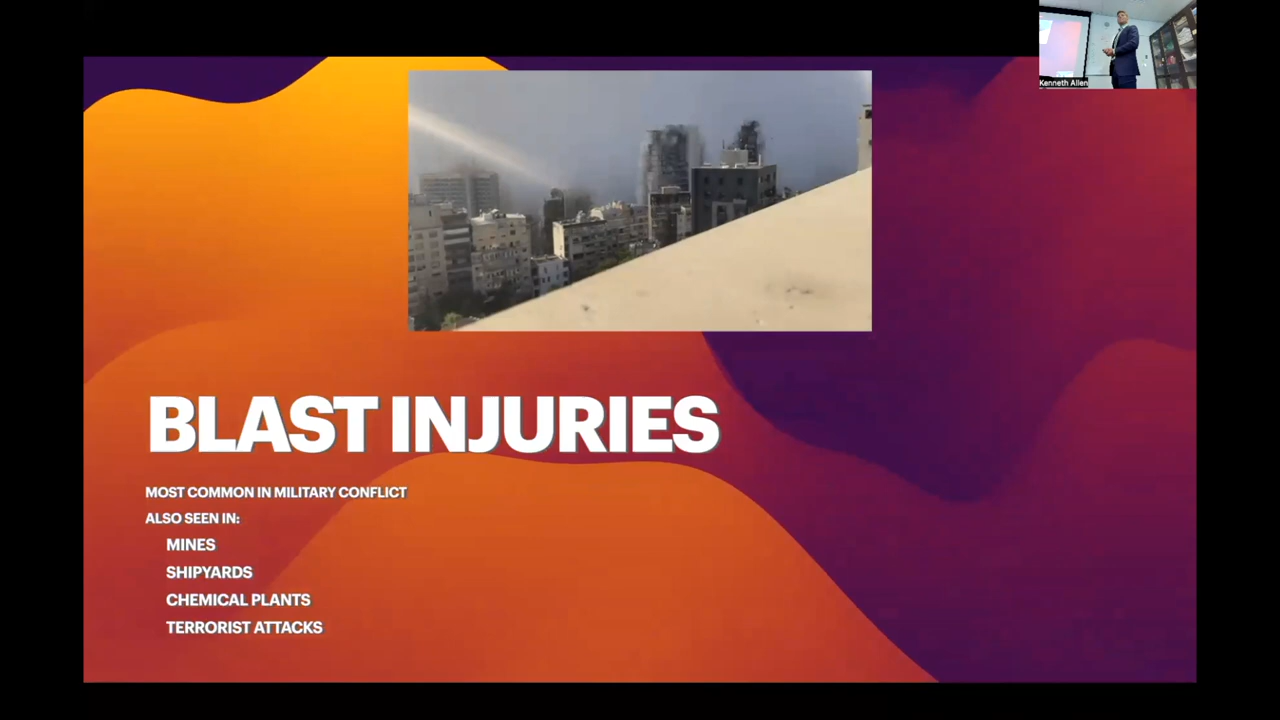 Kenneth Allen
BLAST INJURIES
MOST COMMON IN MILITARY CONFLICT
ALSO SEEN IN:
MINES
SHIPYARDS
CHEMICAL PLANTS
TERRORIST ATTACKS